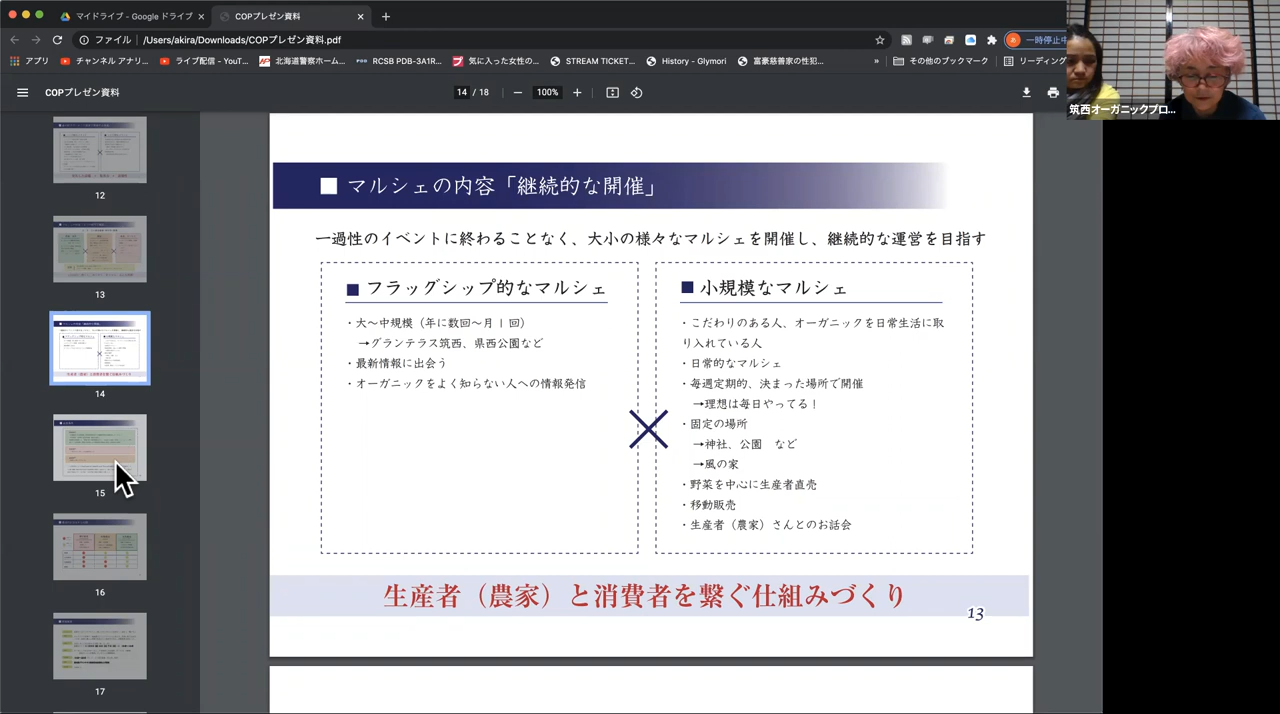 マイドライブ - Google ドライブ
COPプレゼン資料
ファイル
/Users/akira/Downloads/COPプレゼン資料.pdf
一時停止中
アプリ
チャンネル アナリ...
ライブ配信 - YouT...
北海道警察ホーム...
気に入った女性の...
STREAM TICKET...
History - Glymori
富豪慈善家の性犯...
»
その他のブックマーク
リーディング
COPプレゼン資料
14 / 18
100%
筑西オーガニックプロ...
12
13
14
15
16
17
■ マルシェの内容「継続的な開催」
一過性のイベントに終わることなく、大小の様々なマルシェを開催し、継続的な運営を目指す
■ フラッグシップ的なマルシェ
・大〜中規模（年に数回〜月1回）
→グランテラス筑西、県西公園など
・最新情報に出会う
・オーガニックをよく知らない人への情報発信
×
■ 小規模なマルシェ
・こだわりのある人、オーガニックを日常生活に取
り入れている人
・日常的なマルシェ
・毎週定期的、決まった場所で開催
→理想は毎日やってる！
・固定の場所
→神社、公園　など
→風の家
・野菜を中心に生産者直売
・移動販売
・生産者（農家）さんとのお話会
生産者（農家）と消費者を繋ぐ仕組みづくり
13